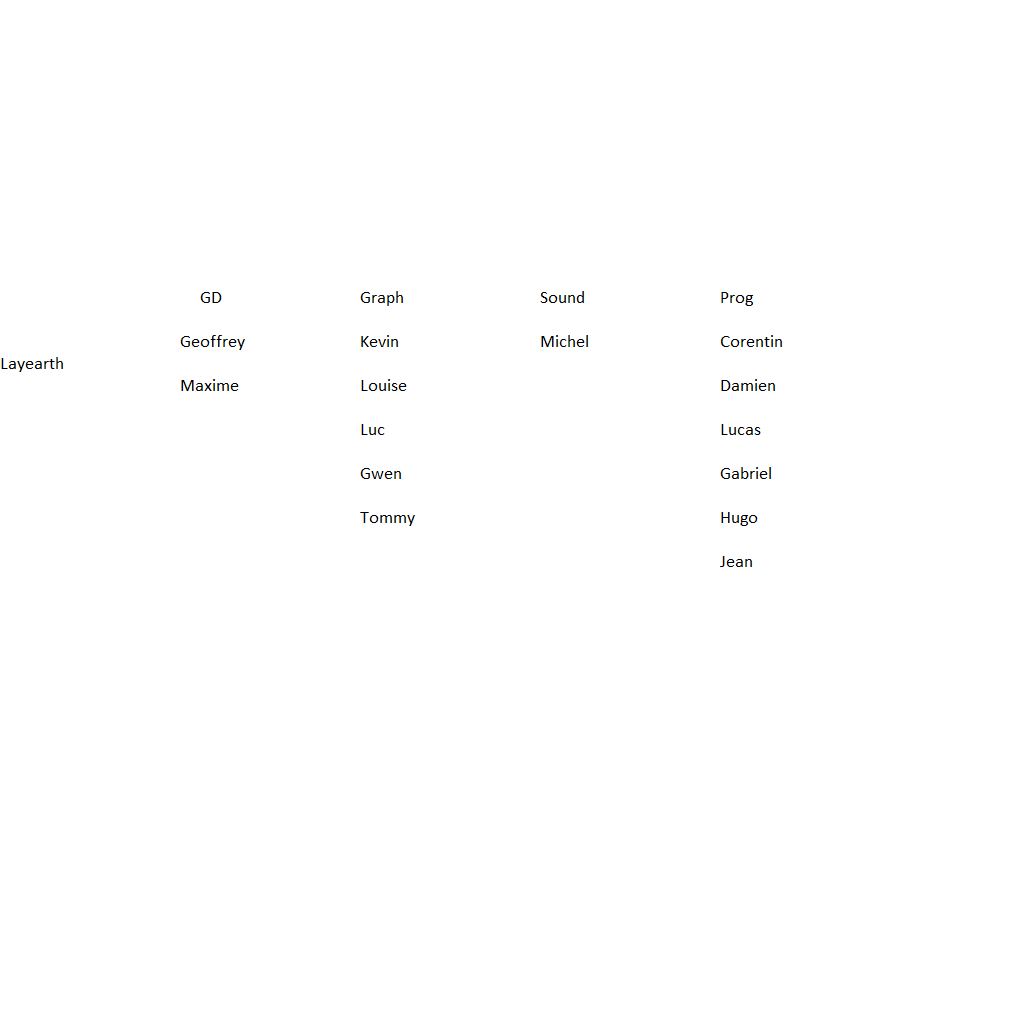 GD Graph Sound Prog
Geoffrey Kevin Michel Corentin
Layearth
Maxime Louise Damien
Luc Lucas
Gwen Gabriel
Tommy Hugo
Jean